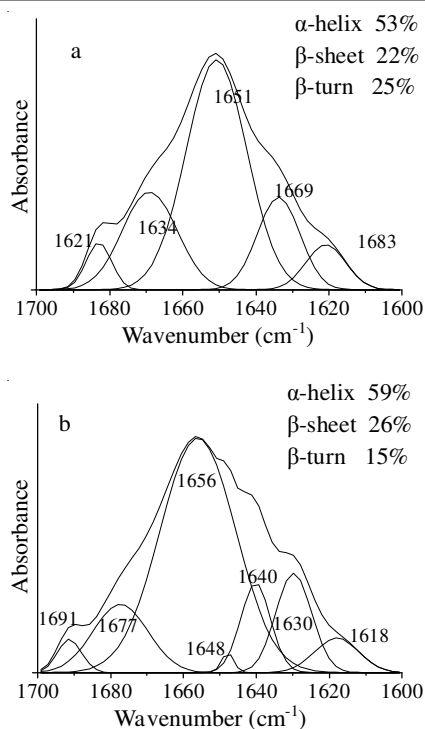 a
α-helix 53%
β-sheet 22%
β-turn 25%
Absorbance
1651
1669
1634
1621
1683
1700 1680 1660 1640 1620 1600
Wavenumber (cm-1)
b
α-helix 59%
β-sheet 26%
β-turn 15%
Absorbance
1656
1640
1691
1677
1630
1648
1618
1700 1680 1660 1640 1620 1600
Wavenumber (cm-1)